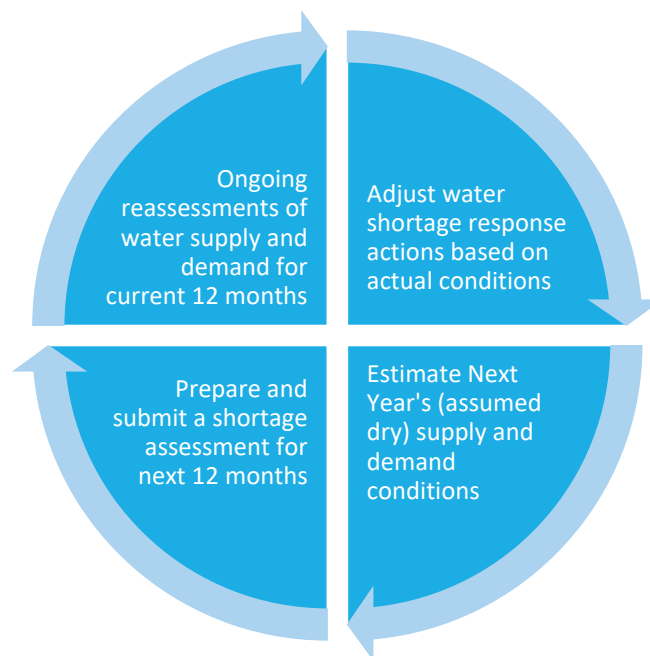 Ongoing
reassessments of
water supply and
demand for
current 12 months
Adjust water
shortage response
actions based on
actual conditions
Prepare and
submit a shortage
assessment for
next 12 months
Estimate Next
Year's (assumed
dry) supply and
demand
conditions